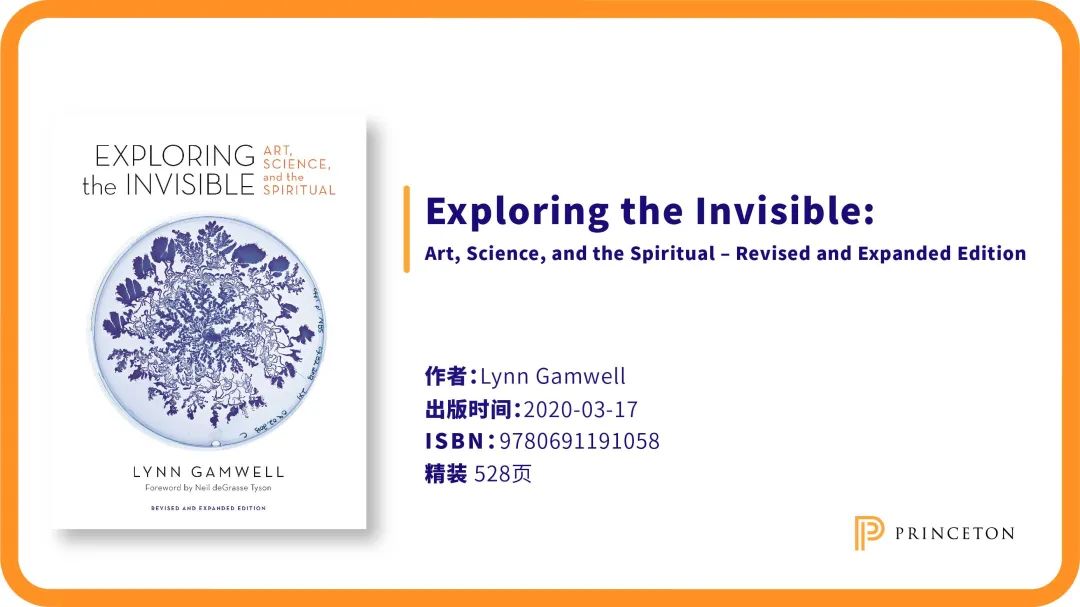 EXPLORING
the INVISIBLE
ART,
SCIENCE,
and the
SPIRITUAL
LYNN GAMWELL
Foreword by Neil deGrasse Tyson
REVISED AND EXPANDED EDITION
Exploring the Invisible:
Art, Science, and the Spiritual – Revised and Expanded Edition
作者：Lynn Gamwell
出版时间：2020-03-17
ISBN：9780691191058
精装 528页
PRINCETON